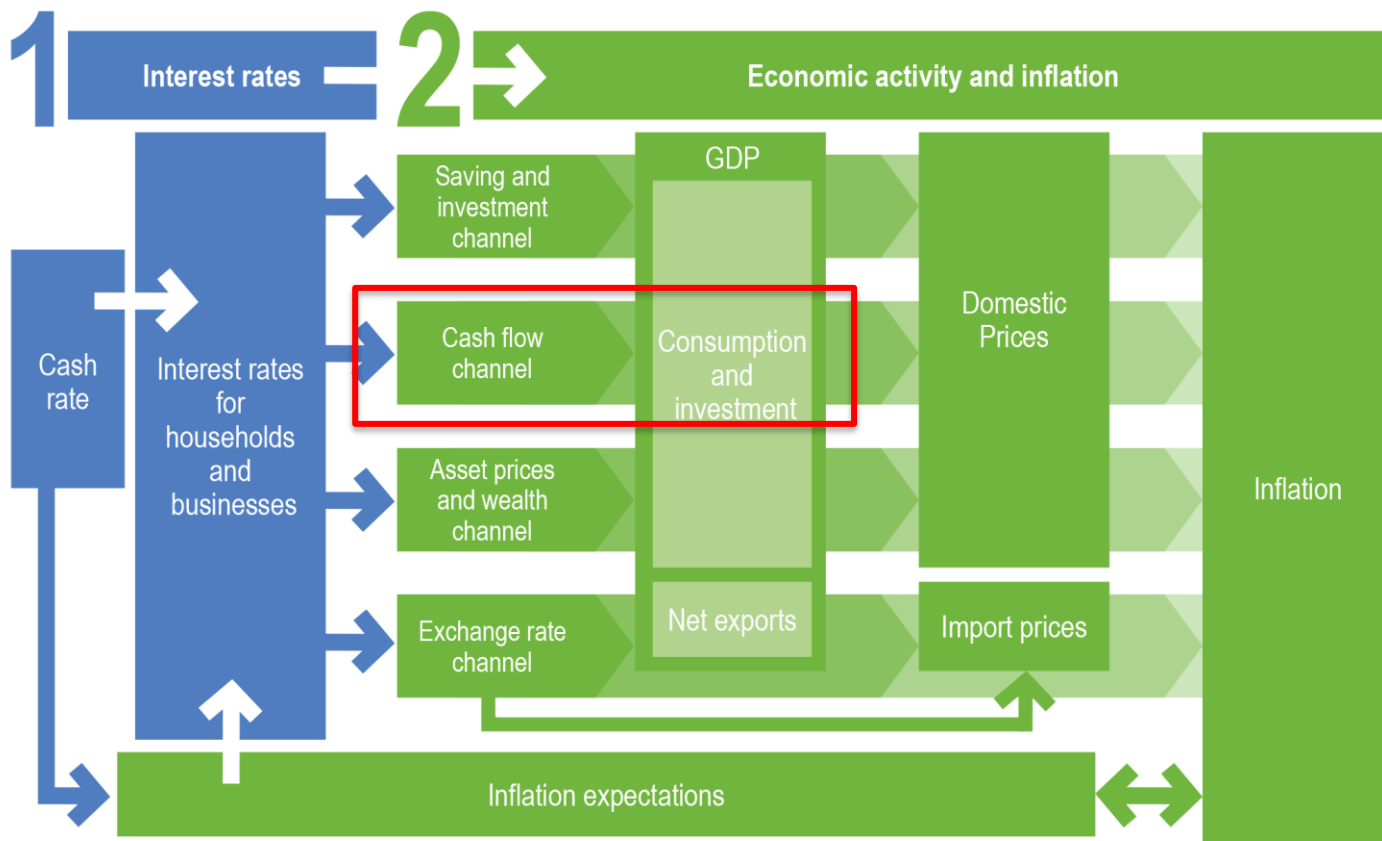 1
Interest rates
2
Economic activity and inflation
Cash
rate
Interest rates
for
households
and
businesses
Saving and
investment
channel
Cash flow
channel
Asset prices
and wealth
channel
Exchange rate
channel
GDP
Consumption
and
investment
Net exports
Domestic
Prices
Import prices
Inflation
Inflation expectations